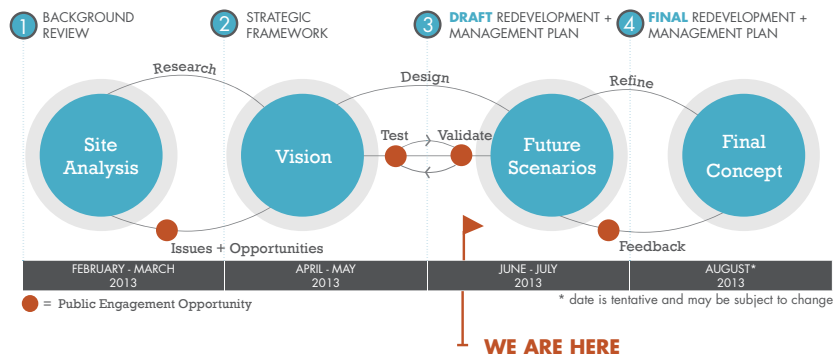 1 BACKGROUND
REVIEW
2 STRATEGIC
FRAMEWORK
3 DRAFT REDEVELOPMENT +
MANAGEMENT PLAN
4 FINAL REDEVELOPMENT +
MANAGEMENT PLAN
Research
Design
Refine
Site
Analysis
Vision
Test
Validate
Future
Scenarios
Final
Concept
Issues + Opportunities
Feedback
FEBRUARY - MARCH
2013
APRIL - MAY
2013
JUNE - JULY
2013
AUGUST*
2013
= Public Engagement Opportunity
* date is tentative and may be subject to change
WE ARE HERE